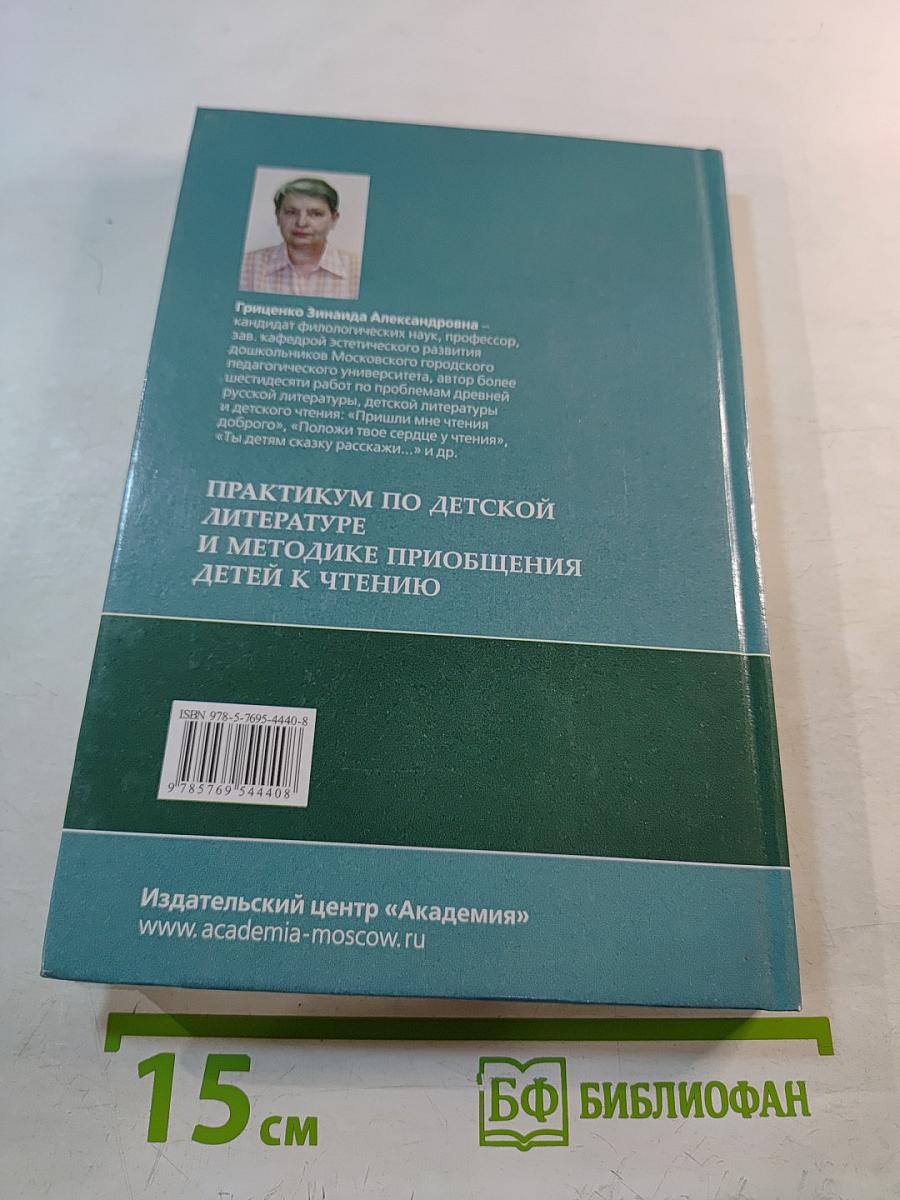 Гриценко Зинаида Александровна –
кандидат филологических наук, профессор,
зав. кафедрой эстетического развития
дошкольников Московского городского
педагогического университета, автор более
шестидесяти работ по проблемам древней
русской литературы, детской литературы
и детского чтения: «Пришли мне чтения
доброго», «Положи твое сердце у чтения»,
«Ты детям сказку расскажи...» и др.
ПРАКТИКУМ ПО ДЕТСКОЙ
ЛИТЕРАТУРЕ
И МЕТОДИКЕ ПРИОБЩЕНИЯ
ДЕТЕЙ К ЧТЕНИЮ
ISBN 978-5-7695-4440-8
9 785769 544408
Издательский центр «Академия»
www.academia-moscow.ru
15 см
БФ БИБЛИОФАН